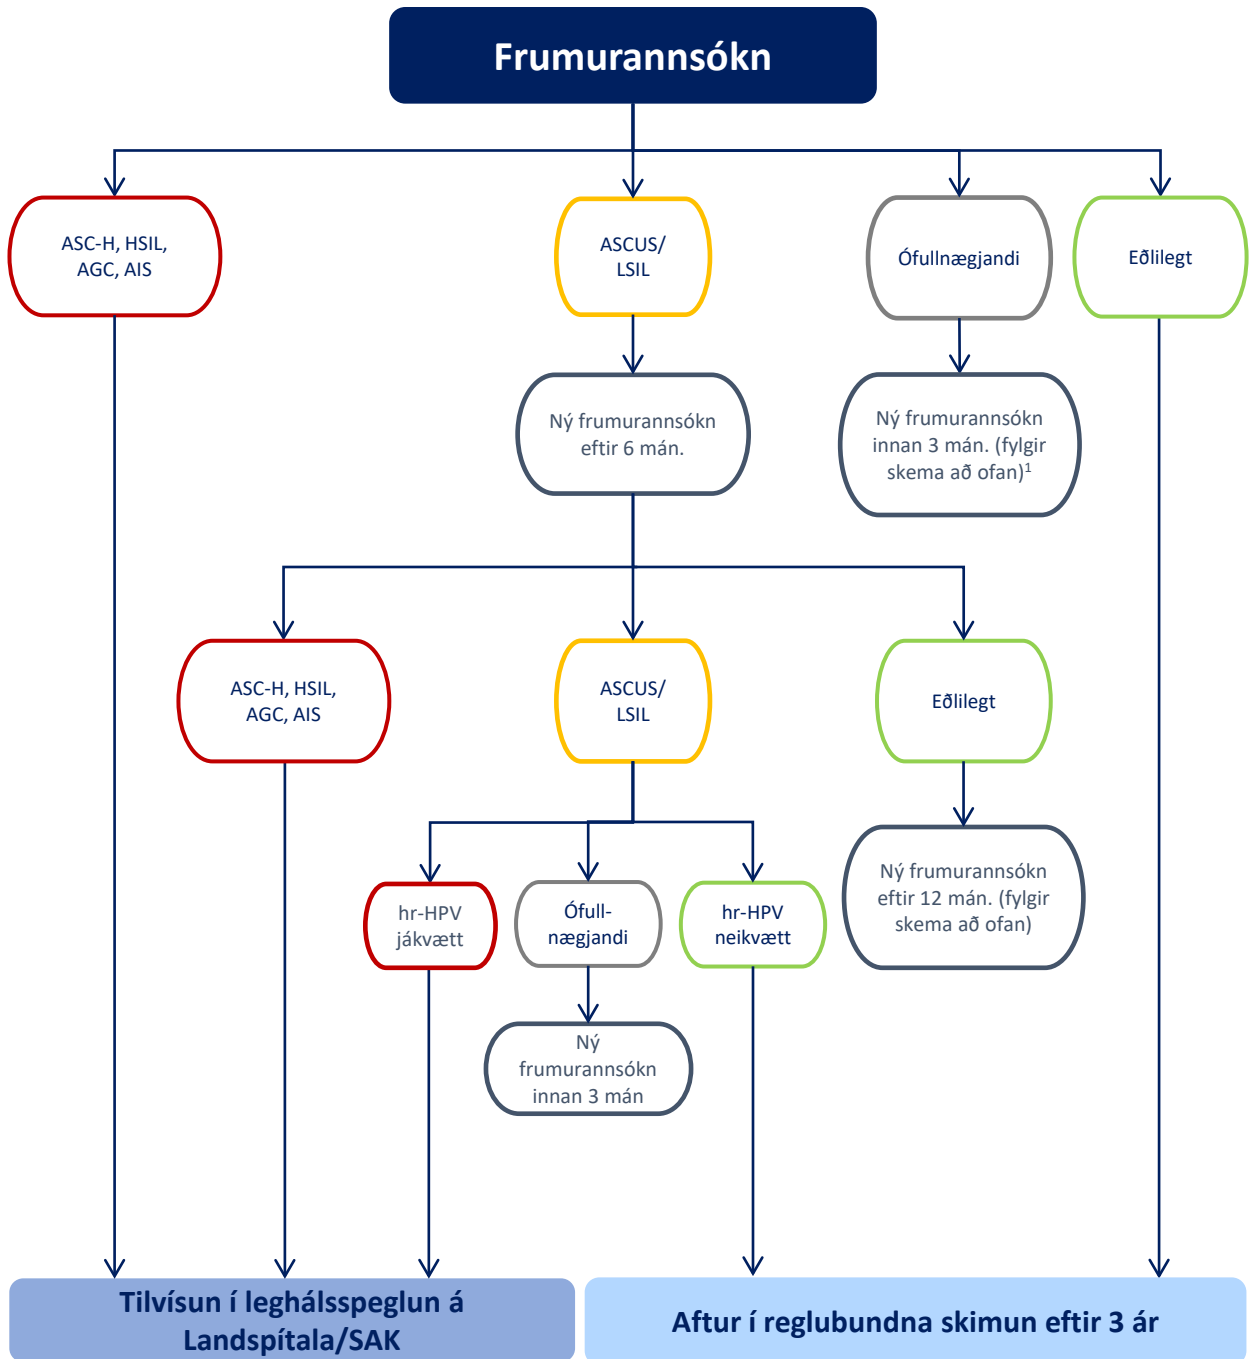 Frumurannsókn
ASC-H, HSIL,
AGC, AIS
ASCUS/
LSIL
Ófullnægjandi
Eðlilegt
Ný frumurannsókn
eftir 6 mán.
Ný frumurannsókn
innan 3 mán. (fylgir
skema að ofan)¹
ASC-H, HSIL,
AGC, AIS
ASCUS/
LSIL
Eðlilegt
hr-HPV
jákvætt
Ófull-
nægjandi
hr-HPV
neikvætt
Ný frumurannsókn
eftir 12 mán. (fylgir
skema að ofan)
Ný
frumurannsókn
innan 3 mán
Tilvísun í leghálsspeglun á
Landspítala/SAK
Aftur í reglubundna skimun eftir 3 ár